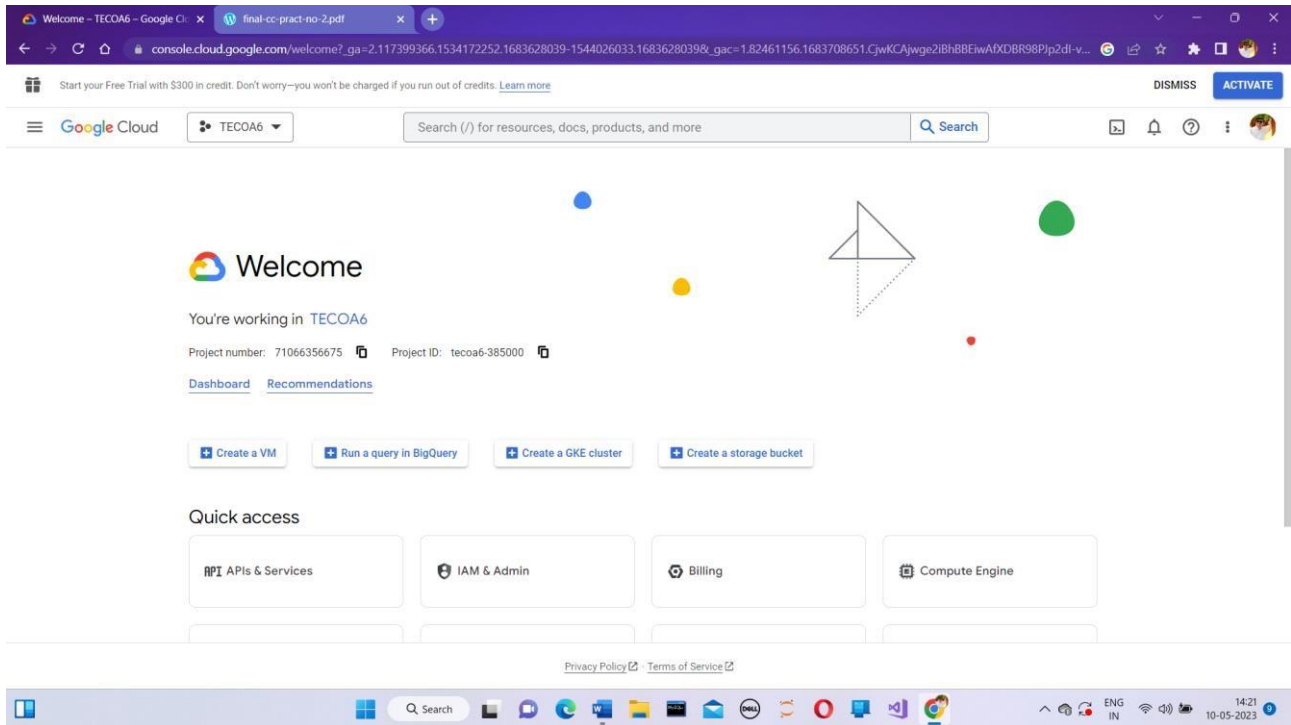 Welcome – TECOA6 – Google Clo
final-cc-pract-no-2.pdf
console.cloud.google.com/welcome?_ga=2.117399366.1534172252.1683628039-1544026033.1683628039&_gac=1.82461156.1683708651.CjwKCAjwge2iBhBBEiwAfXDBR98PJp2dI-v...
Start your Free Trial with $300 in credit. Don't worry—you won't be charged if you run out of credits. Learn more
DISMISS
ACTIVATE
Google Cloud
TECOA6
Search (/) for resources, docs, products, and more
Search
Welcome
You're working in TECOA6
Project number: 71066356675 Project ID: tecoa6-385000
Dashboard Recommendations
Create a VM
Run a query in BigQuery
Create a GKE cluster
Create a storage bucket
Quick access
API APIs & Services
IAM & Admin
Billing
Compute Engine
Privacy Policy · Terms of Service
Search
DELL
ENG
IN
14:21
10-05-2023
9